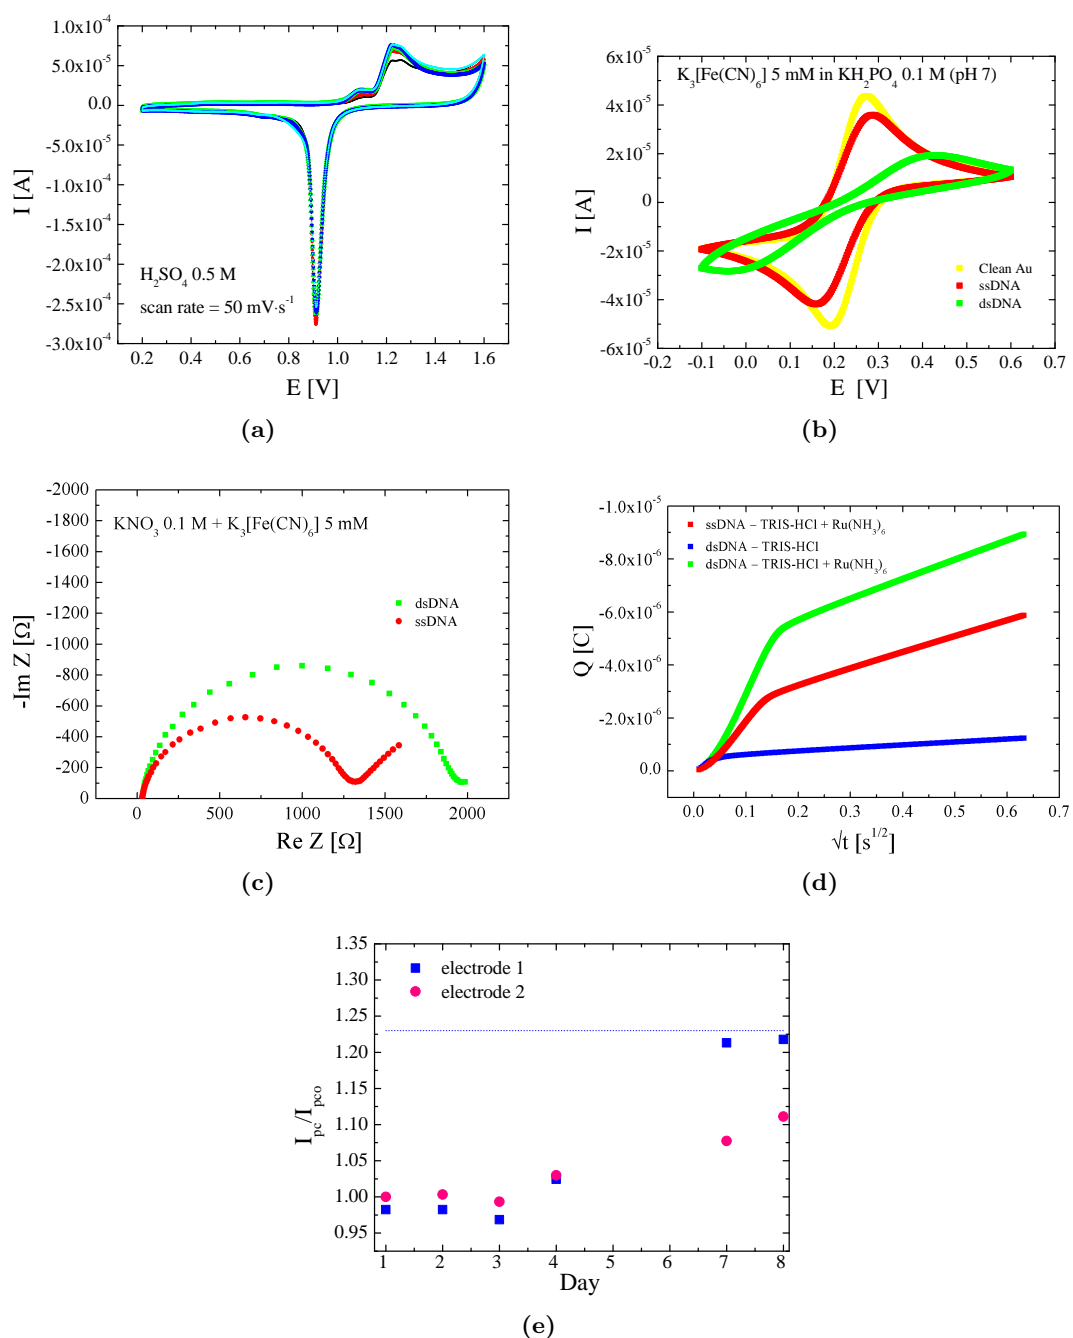 1.0x10⁻⁴
5.0x10⁻⁵
0.0
-5.0x10⁻⁵
-1.0x10⁻⁴
-1.5x10⁻⁴
-2.0x10⁻⁴
-2.5x10⁻⁴
-3.0x10⁻⁴
I [A]
H₂SO₄ 0.5 M
scan rate = 50 mV·s⁻¹
0.2 0.4 0.6 0.8 1.0 1.2 1.4 1.6
E [V]
(a)
6x10⁻⁵
4x10⁻⁵
2x10⁻⁵
0
-2x10⁻⁵
-4x10⁻⁵
-6x10⁻⁵
I [A]
K₃[Fe(CN)₆] 5 mM in KH₂PO₄ 0.1 M (pH 7)
Clean Au
ssDNA
dsDNA
-0.2 -0.1 0.0 0.1 0.2 0.3 0.4 0.5 0.6 0.7
E [V]
(b)
-2000
-1800
-1600
-1400
-1200
-1000
-800
-600
-400
-200
0
-Im Z [Ω]
KNO₃ 0.1 M + K₃[Fe(CN)₆] 5 mM
dsDNA
ssDNA
0 500 1000 1500 2000
Re Z [Ω]
(c)
-1.0x10⁻⁵
-8.0x10⁻⁶
-6.0x10⁻⁶
-4.0x10⁻⁶
-2.0x10⁻⁶
0.0
Q [C]
ssDNA – TRIS-HCl + Ru(NH₃)₆
dsDNA – TRIS-HCl
dsDNA – TRIS-HCl + Ru(NH₃)₆
0.0 0.1 0.2 0.3 0.4 0.5 0.6 0.7
√t [s^1/2]
(d)
1.35
1.30
1.25
1.20
1.15
1.10
1.05
1.00
0.95
I_pc/I_pco
electrode 1
electrode 2
1 2 3 4 5 6 7 8
Day
(e)